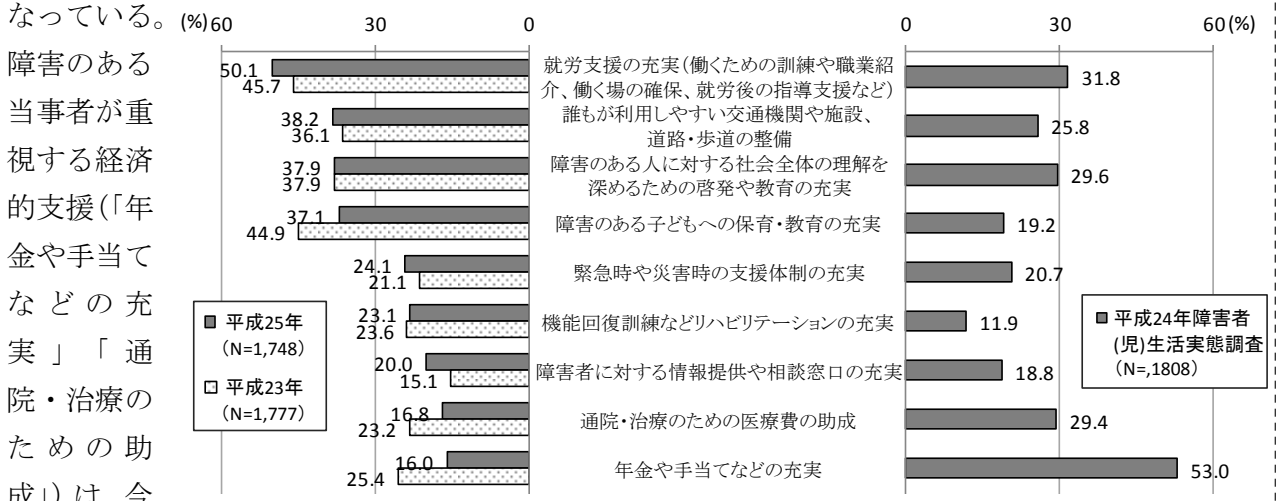 なっている。
障害のある
当事者が重
視する経済
的支援(「年
金や手当て
などの充
実」「通
院・治療の
ための助
成」)は、今
(%) 60 30 0
0 30 60 (%)
50.1
45.7
就労支援の充実(働くための訓練や職業紹
介、働く場の確保、就労後の指導支援など)
31.8
38.2
36.1
誰もが利用しやすい交通機関や施設、
道路・歩道の整備
25.8
37.9
37.9
障害のある人に対する社会全体の理解を
深めるための啓発や教育の充実
29.6
37.1
44.9
障害のある子どもへの保育・教育の充実
19.2
24.1
21.1
緊急時や災害時の支援体制の充実
20.7
23.1
23.6
機能回復訓練などリハビリテーションの充実
11.9
20.0
15.1
障害者に対する情報提供や相談窓口の充実
18.8
16.8
23.2
通院・治療のための医療費の助成
29.4
16.0
25.4
年金や手当てなどの充実
53.0
平成25年
(N=1,748)
平成23年
(N=1,777)
平成24年障害者
(児)生活実態調査
(N=,1808)